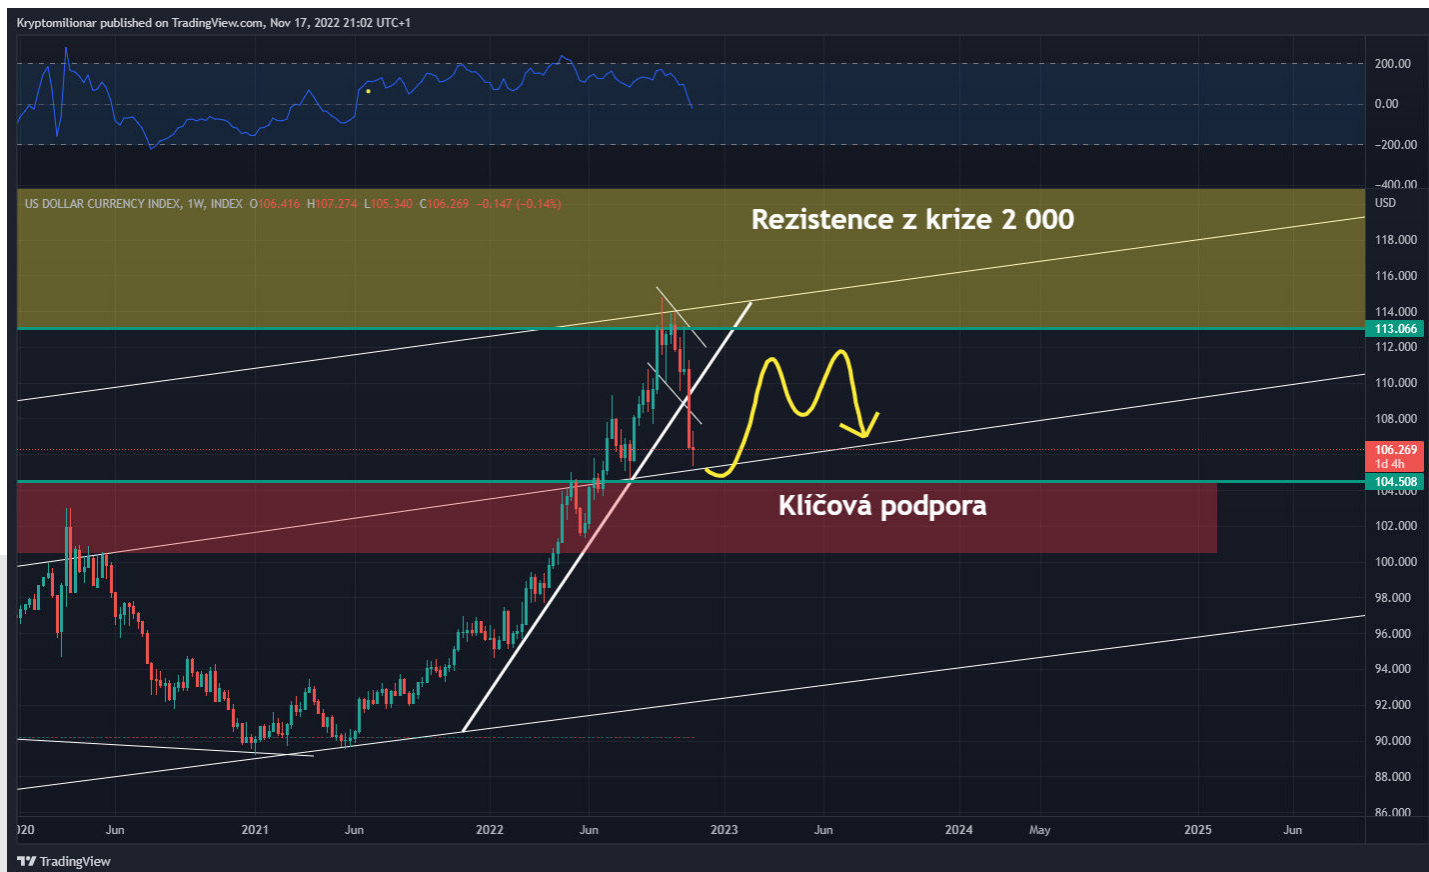 Kryptomilionar published on TradingView.com, Nov 17, 2022 21:02 UTC+1
200.00
0.00
−200.00
−400.00
US DOLLAR CURRENCY INDEX, 1W, INDEX O106.416 H107.274 L105.340 C106.269 −0.147 (−0.14%)
USD
Rezistence z krize 2 000
118.000
116.000
114.000
113.066
112.000
110.000
108.000
106.269
1d 4h
104.508
104.000
Klíčová podpora
102.000
100.000
98.000
96.000
94.000
92.000
90.000
88.000
86.000
020 Jun 2021 Jun 2022 Jun 2023 Jun 2024 May 2025 Jun
TradingView